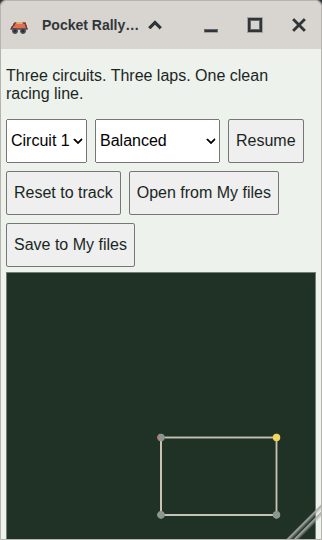 Pocket Rally...
Three circuits. Three laps. One clean
racing line.
Circuit 1 Balanced Resume
Reset to track Open from My files
Save to My files